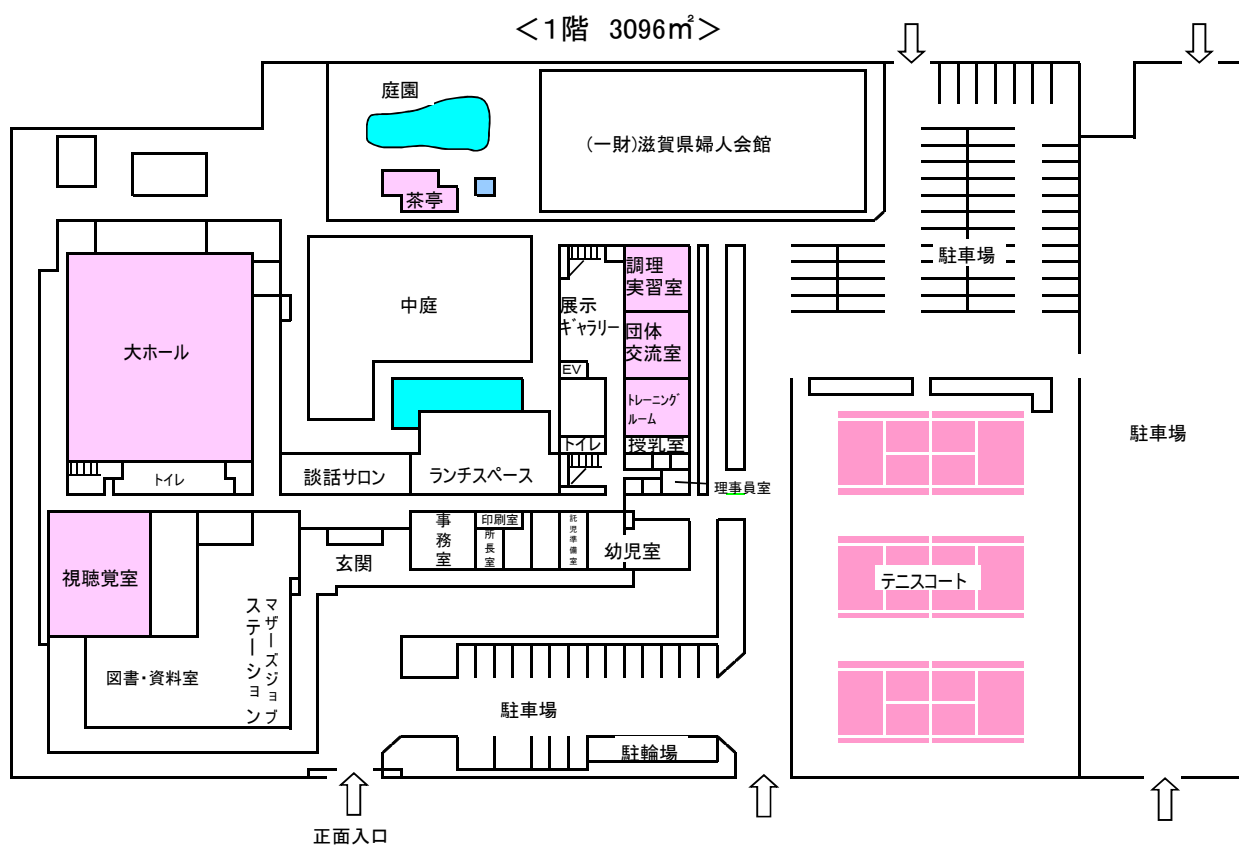 ＜１階 3096㎡＞
庭園
(一財)滋賀県婦人会館
茶亭
駐車場
調理
実習室
中庭
展示
ギャラリー
団体
交流室
大ホール
EV
トレーニング
ルーム
駐車場
トイレ
授乳室
トイレ
談話サロン
ランチスペース
理事員室
事務室
印刷室
所長室
託児準備室
幼児室
玄関
視聴覚室
テニスコート
マザーズジョブ
ステーション
図書・資料室
駐車場
駐輪場
正面入口